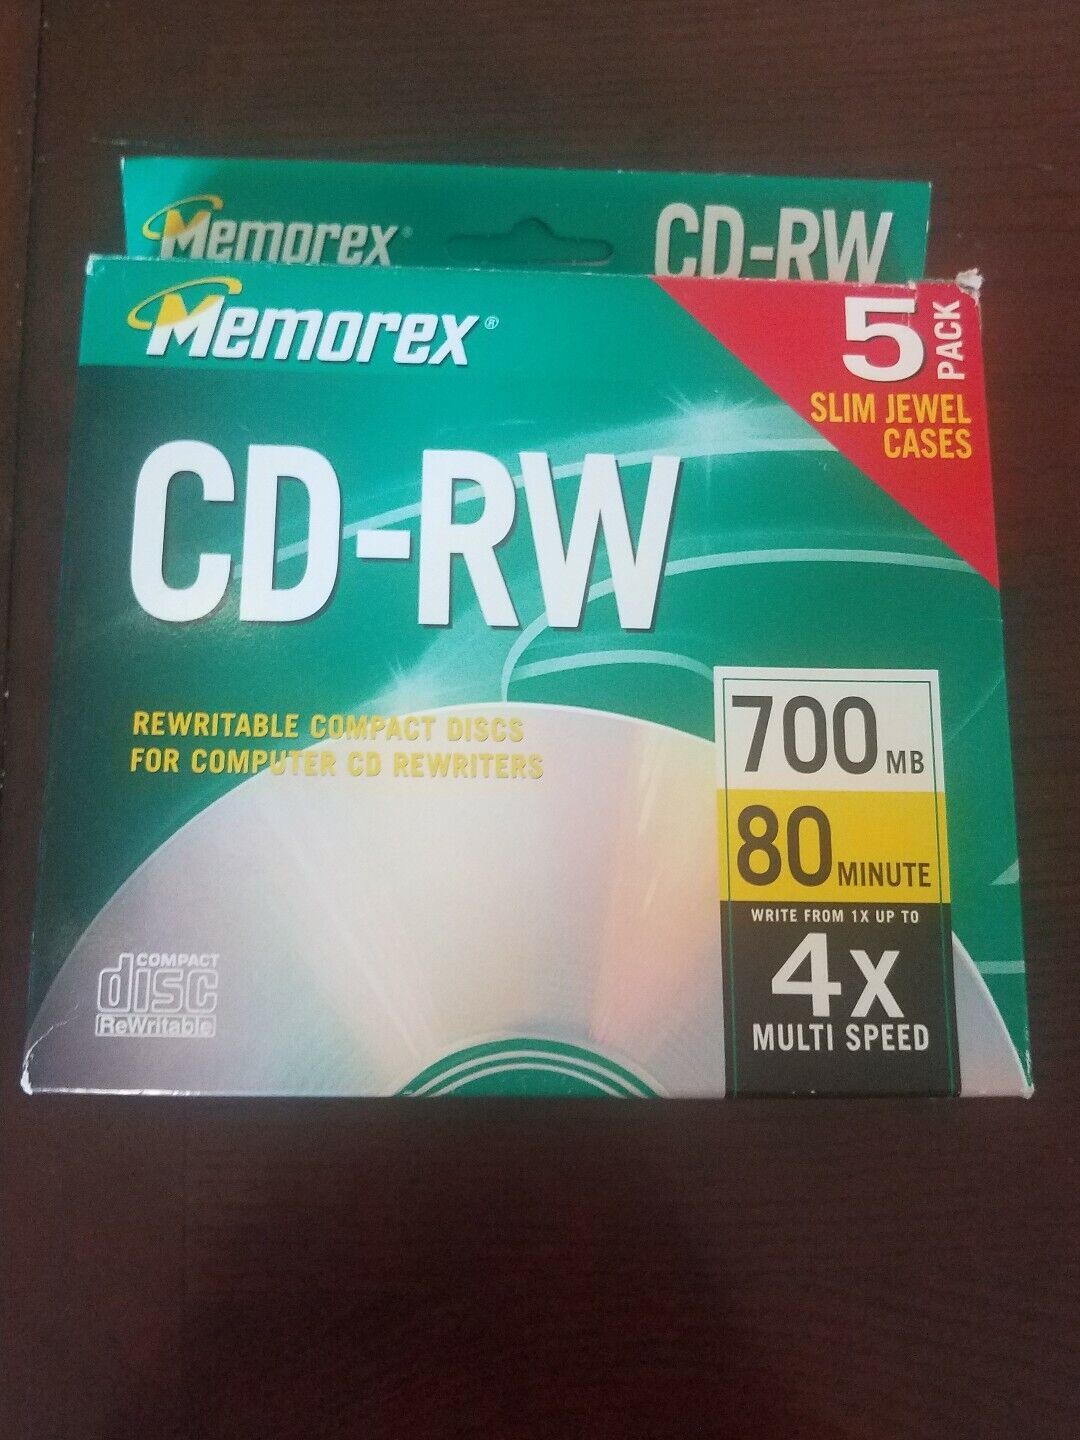 Memorex®
CD-RW
Memorex®
5 PACK
SLIM JEWEL
CASES
CD-RW
REWRITABLE COMPACT DISCS
FOR COMPUTER CD REWRITERS
700 MB
80 MINUTE
WRITE FROM 1X UP TO
4X
MULTI SPEED
COMPACT
disc
ReWritable